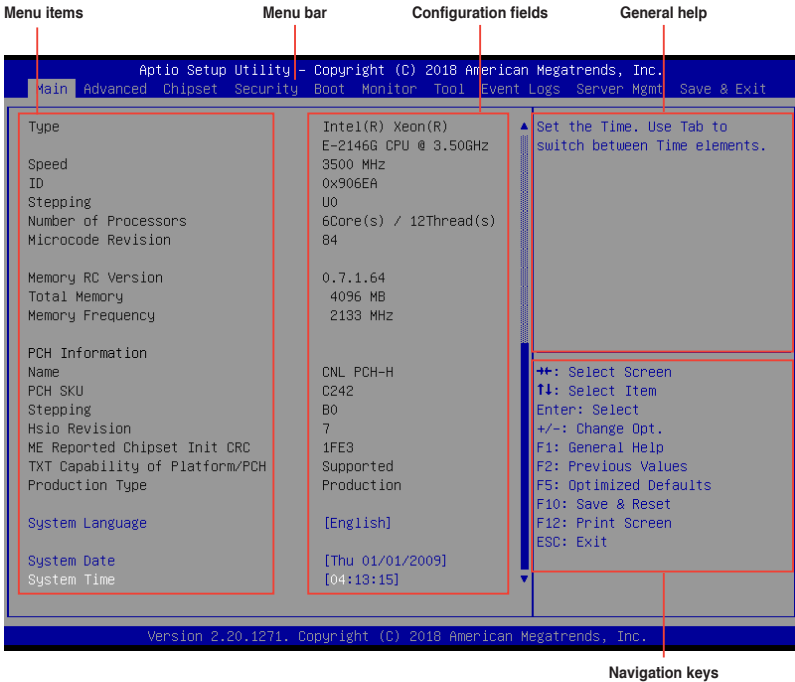 Menu items Menu bar Configuration fields General help
Aptio Setup Utility – Copyright (C) 2018 American Megatrends, Inc.
Main Advanced Chipset Security Boot Monitor Tool Event Logs Server Mgmt Save & Exit
Type Intel(R) Xeon(R)
E-2146G CPU @ 3.50GHz
Speed 3500 MHz
ID 0x906EA
Stepping U0
Number of Processors 6Core(s) / 12Thread(s)
Microcode Revision 84
Memory RC Version 0.7.1.64
Total Memory 4096 MB
Memory Frequency 2133 MHz
PCH Information
Name CNL PCH-H
PCH SKU C242
Stepping B0
Hsio Revision 7
ME Reported Chipset Init CRC 1FE3
TXT Capability of Platform/PCH Supported
Production Type Production
System Language [English]
System Date [Thu 01/01/2009]
System Time [04:13:15]
Set the Time. Use Tab to
switch between Time elements.
→←: Select Screen
↑↓: Select Item
Enter: Select
+/-: Change Opt.
F1: General Help
F2: Previous Values
F5: Optimized Defaults
F10: Save & Reset
F12: Print Screen
ESC: Exit
Version 2.20.1271. Copyright (C) 2018 American Megatrends, Inc.
Navigation keys